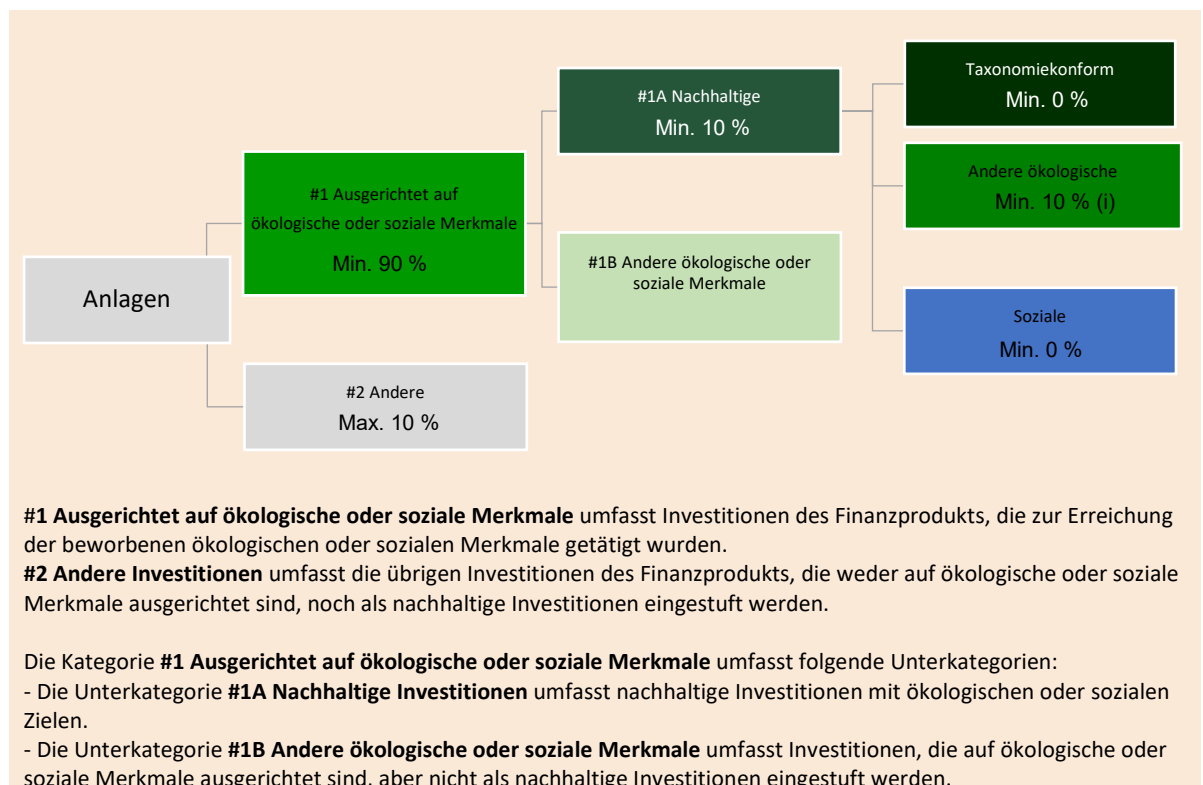 Taxonomiekonform
Min. 0 %
#1A Nachhaltige
Min. 10 %
Andere ökologische
Min. 10 % (i)
#1 Ausgerichtet auf
ökologische oder soziale Merkmale
Min. 90 %
#1B Andere ökologische oder
soziale Merkmale
Anlagen
Soziale
Min. 0 %
#2 Andere
Max. 10 %
#1 Ausgerichtet auf ökologische oder soziale Merkmale umfasst Investitionen des Finanzprodukts, die zur Erreichung
der beworbenen ökologischen oder sozialen Merkmale getätigt wurden.
#2 Andere Investitionen umfasst die übrigen Investitionen des Finanzprodukts, die weder auf ökologische oder soziale
Merkmale ausgerichtet sind, noch als nachhaltige Investitionen eingestuft werden.
Die Kategorie #1 Ausgerichtet auf ökologische oder soziale Merkmale umfasst folgende Unterkategorien:
- Die Unterkategorie #1A Nachhaltige Investitionen umfasst nachhaltige Investitionen mit ökologischen oder sozialen
Zielen.
- Die Unterkategorie #1B Andere ökologische oder soziale Merkmale umfasst Investitionen, die auf ökologische oder
soziale Merkmale ausgerichtet sind, aber nicht als nachhaltige Investitionen eingestuft werden.